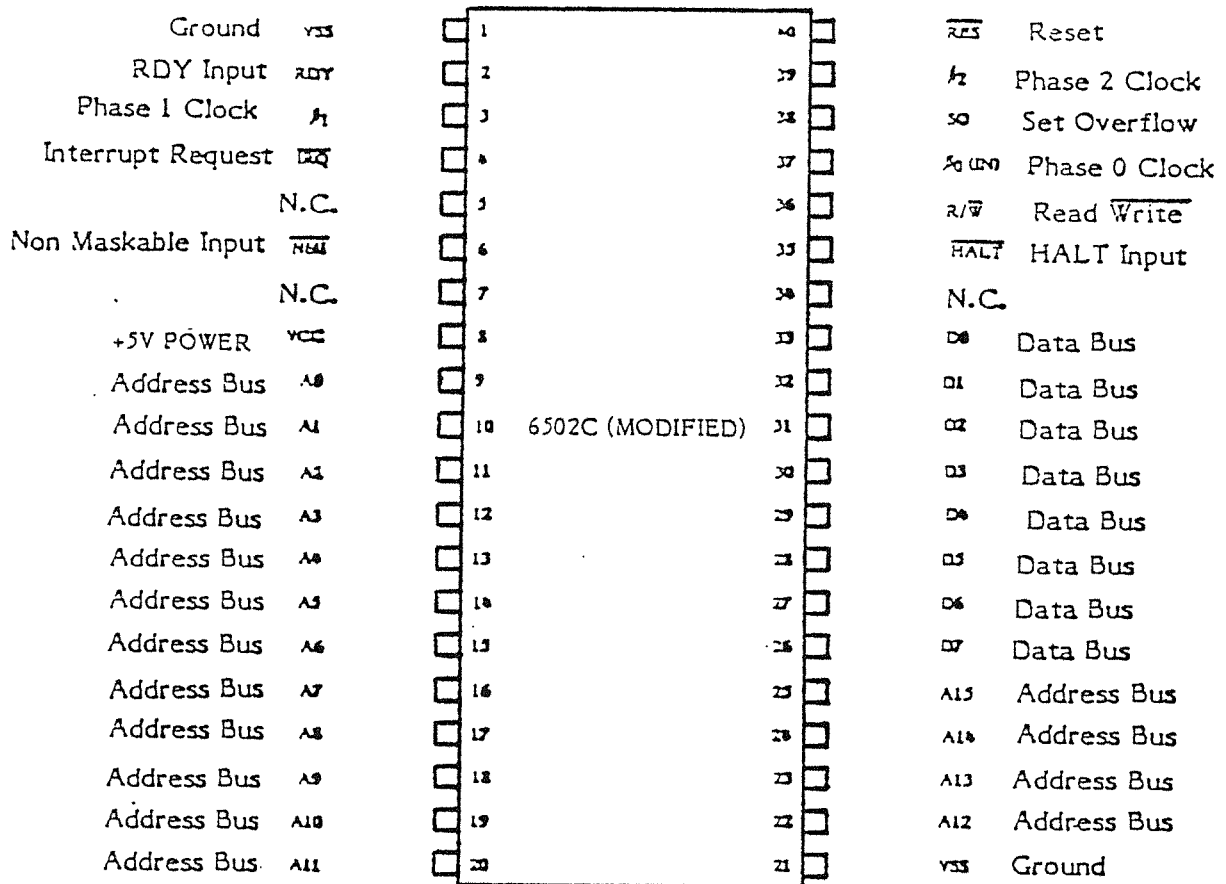 Ground VSS 1 40 RES Reset
RDY Input RDY 2 39 ϕ2 Phase 2 Clock
Phase 1 Clock ϕ1 3 38 SO Set Overflow
Interrupt Request IRQ 4 37 ϕ0 (IN) Phase 0 Clock
N.C. 5 36 R/W Read Write
Non Maskable Input NMI 6 35 HALT HALT Input
N.C. 7 34 N.C.
+5V POWER VCC 8 33 D0 Data Bus
Address Bus A0 9 32 D1 Data Bus
Address Bus A1 10 6502C (MODIFIED) 31 D2 Data Bus
Address Bus A2 11 30 D3 Data Bus
Address Bus A3 12 29 D4 Data Bus
Address Bus A4 13 28 D5 Data Bus
Address Bus A5 14 27 D6 Data Bus
Address Bus A6 15 26 D7 Data Bus
Address Bus A7 16 25 A15 Address Bus
Address Bus A8 17 24 A14 Address Bus
Address Bus A9 18 23 A13 Address Bus
Address Bus A10 19 22 A12 Address Bus
Address Bus A11 20 21 VSS Ground